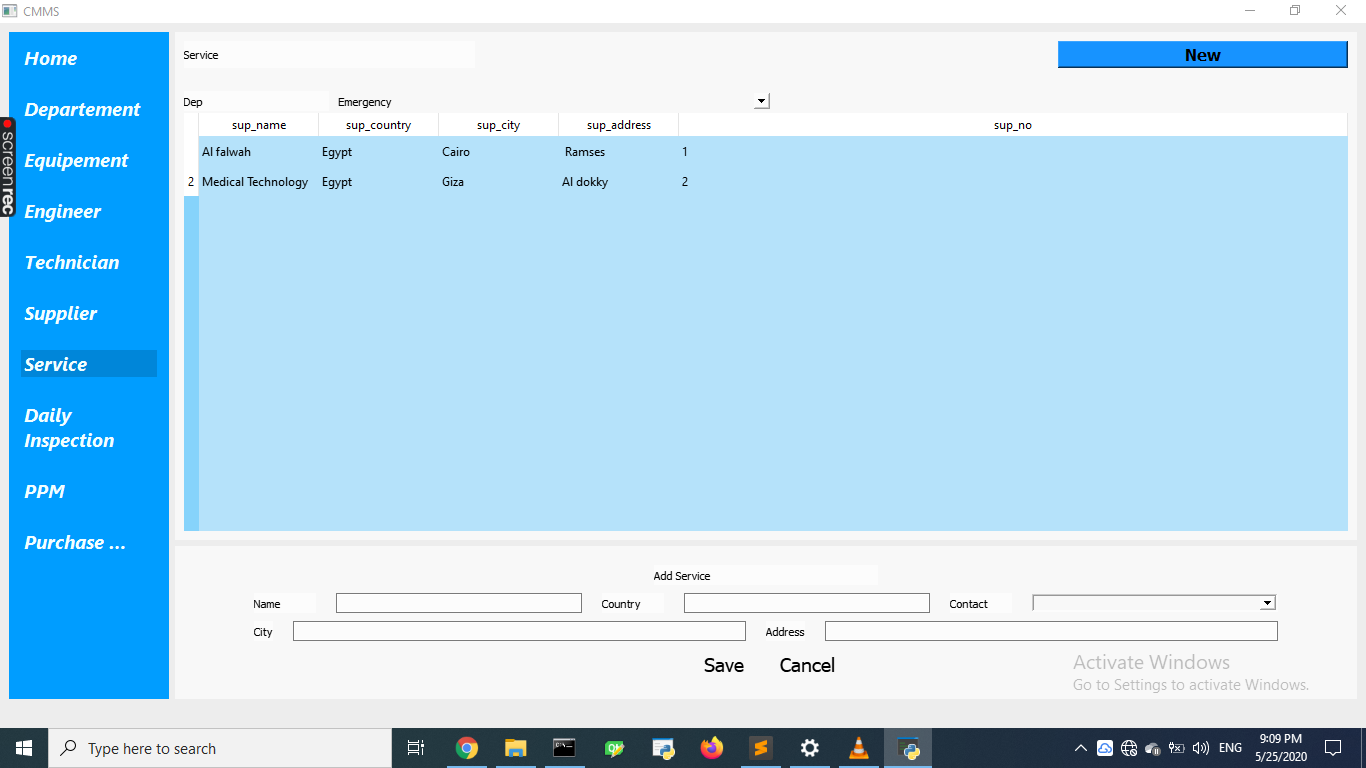 CMMS
Home
Departement
Equipement
Engineer
Technician
Supplier
Service
Daily
Inspection
PPM
Purchase ...
screenrec
Service
New
Dep
Emergency
sup_name sup_country sup_city sup_address sup_no
Al falwah Egypt Cairo Ramses 1
2 Medical Technology Egypt Giza Al dokky 2
Add Service
Name Country Contact
City Address
Save Cancel
Activate Windows
Go to Settings to activate Windows.
Type here to search
ENG
9:09 PM
5/25/2020